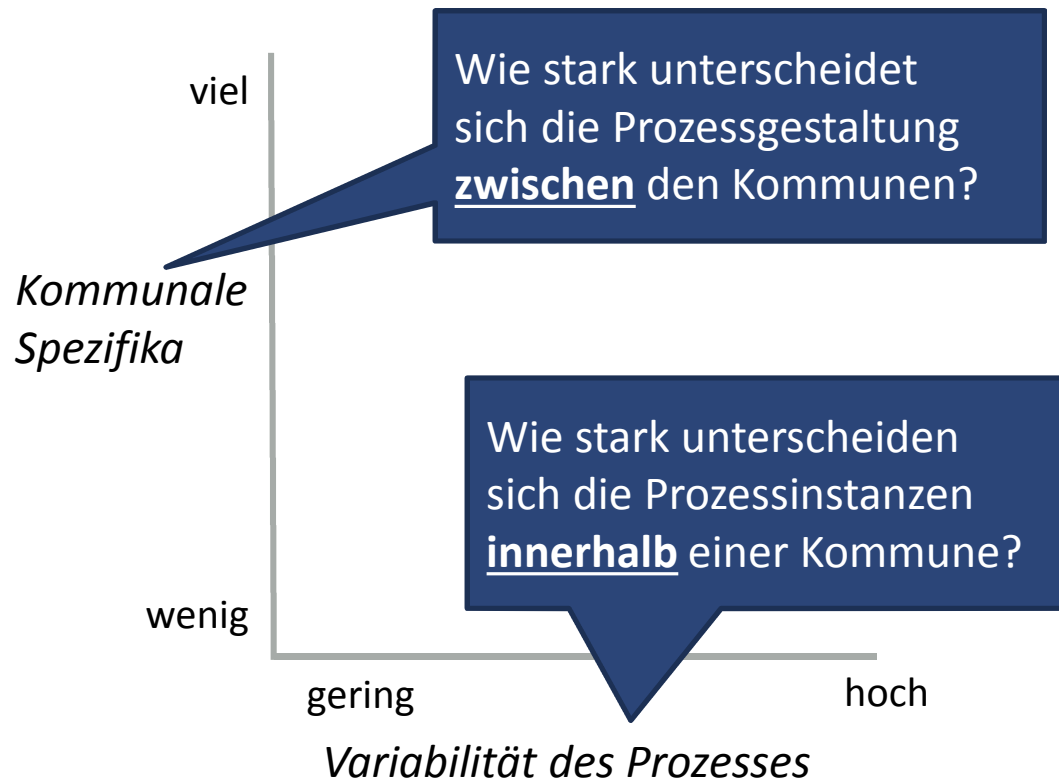 viel
Wie stark unterscheidet
sich die Prozessgestaltung
zwischen den Kommunen?
Kommunale
Spezifika
Wie stark unterscheiden
sich die Prozessinstanzen
innerhalb einer Kommune?
wenig
gering
hoch
Variabilität des Prozesses